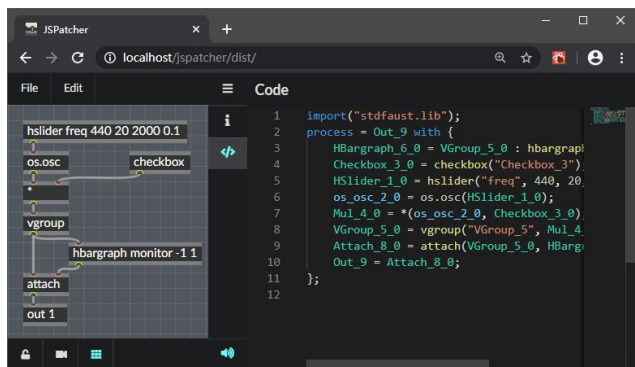 JSPatcher
localhost/jspatcher/dist/
File Edit
Code
hslider freq 440 20 2000 0.1
os.osc
checkbox
*
vgroup
hbargraph monitor -1 1
attach
out 1
1 import("stdfaust.lib");
2 process = Out_9 with {
3 HBargraph_6_0 = VGroup_5_0 : hbargraph
4 Checkbox_3_0 = checkbox("Checkbox_3")
5 HSlider_1_0 = hslider("freq", 440, 20,
6 os_osc_2_0 = os.osc(HSlider_1_0);
7 Mul_4_0 = *(os_osc_2_0, Checkbox_3_0)
8 VGroup_5_0 = vgroup("VGroup_5", Mul_4_
9 Attach_8_0 = attach(VGroup_5_0, HBarg
10 Out_9 = Attach_8_0;
11 };
12